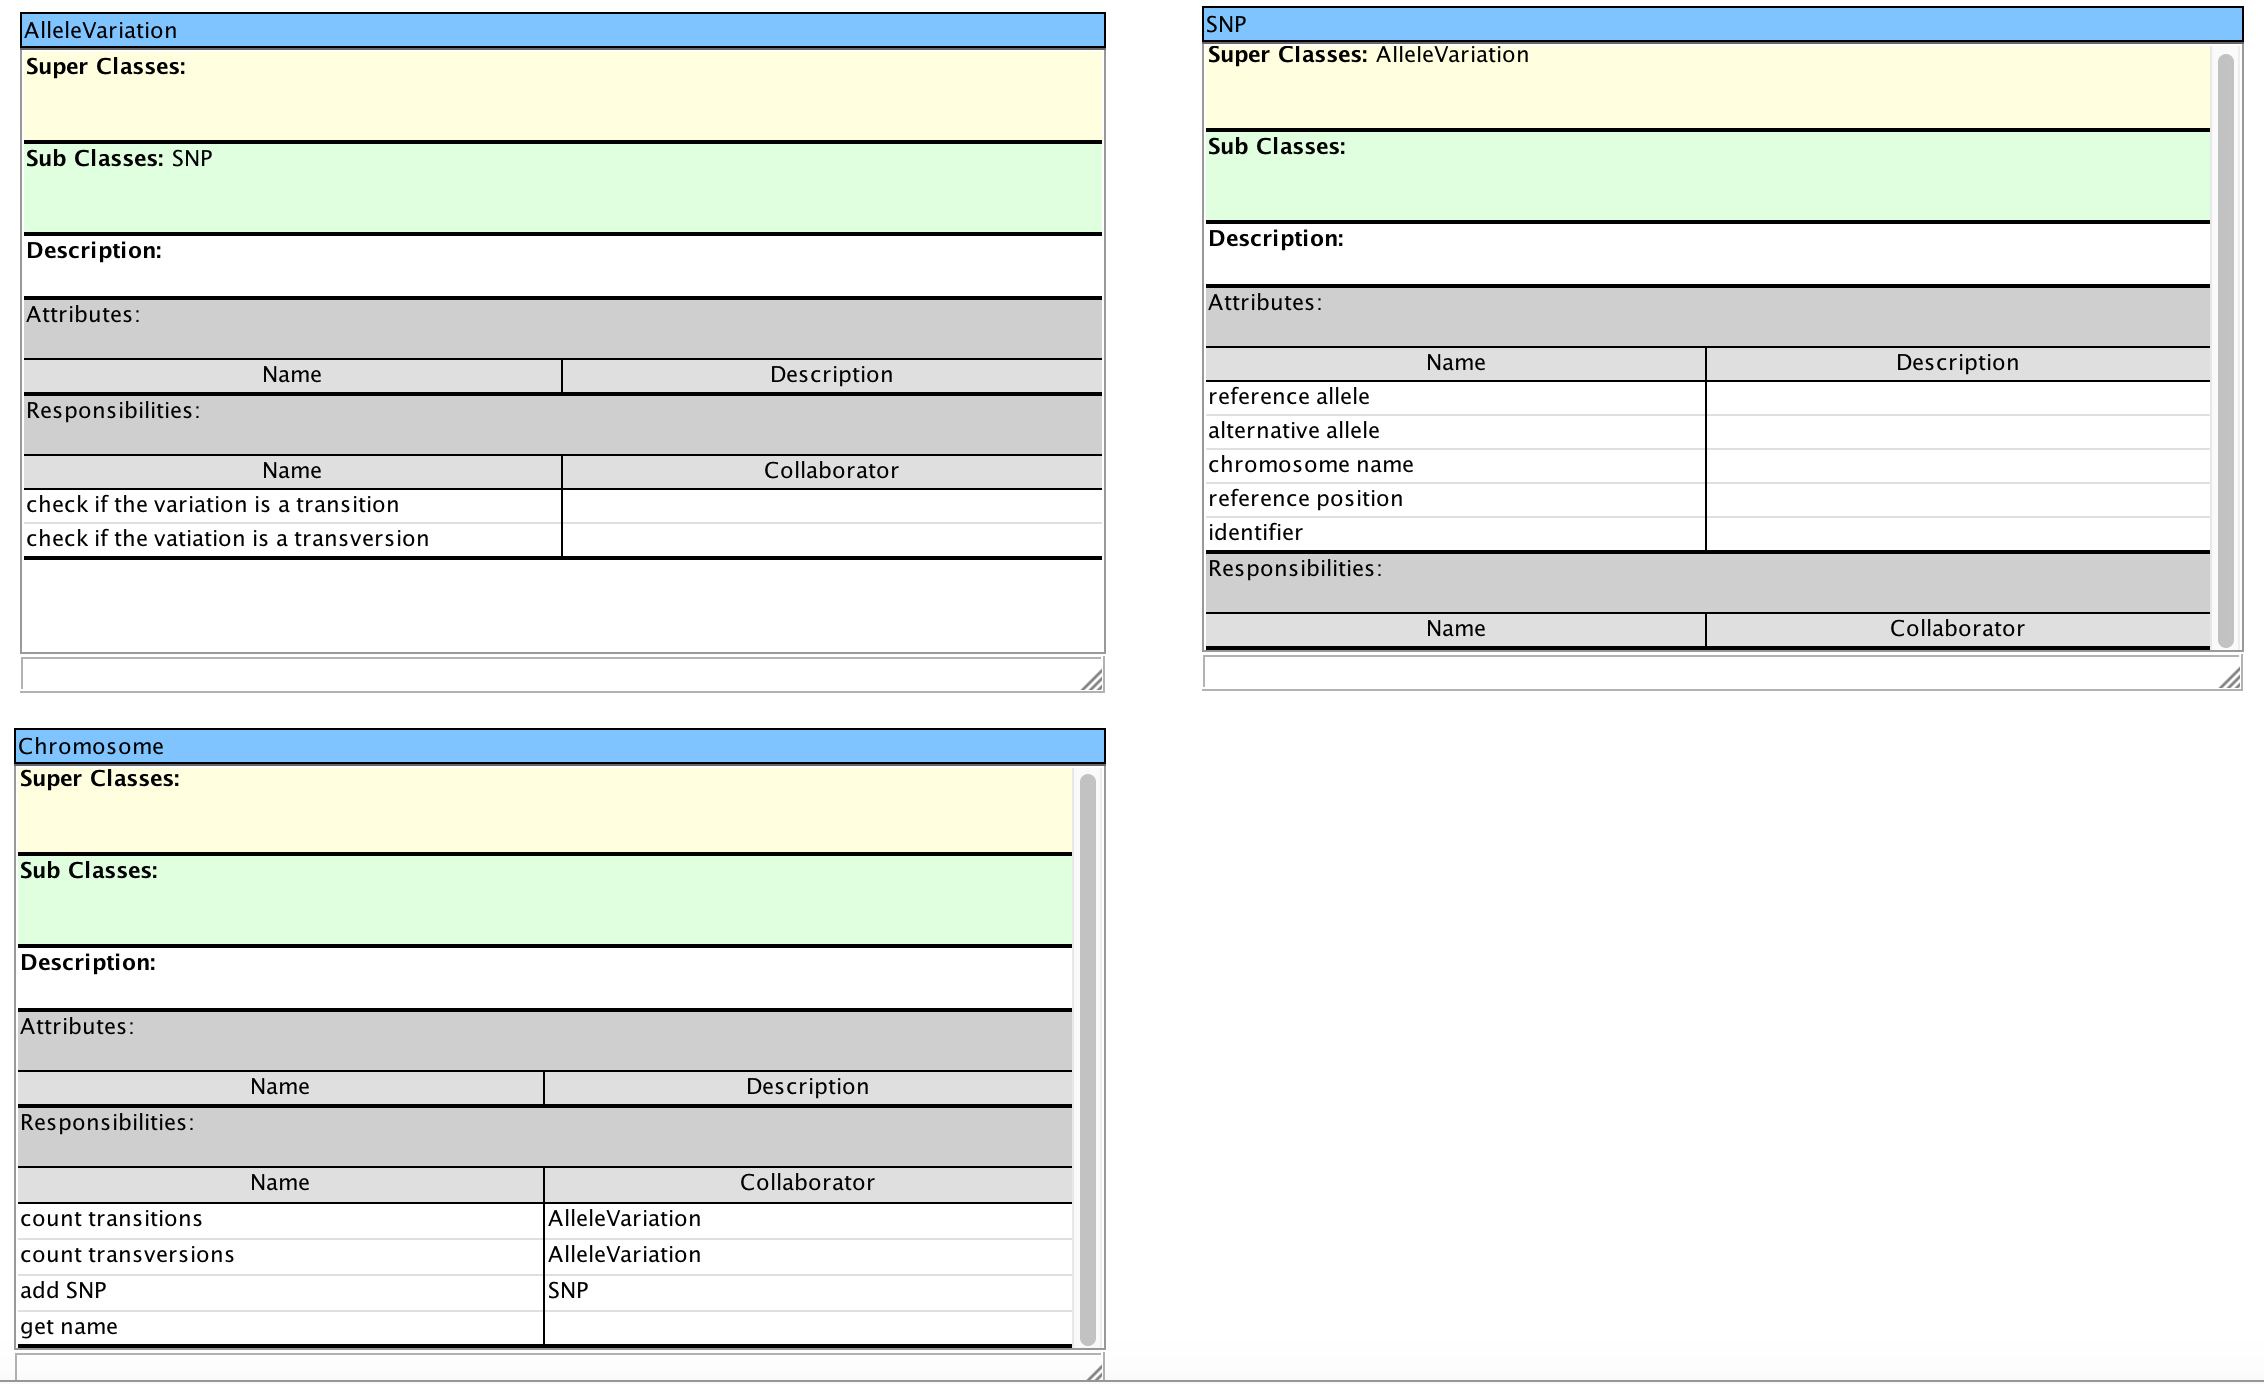 AlleleVariation
Super Classes:
Sub Classes: SNP
Description:
Attributes:
Name Description
Responsibilities:
Name Collaborator
check if the variation is a transition
check if the vatiation is a transversion
SNP
Super Classes: AlleleVariation
Sub Classes:
Description:
Attributes:
Name Description
reference allele
alternative allele
chromosome name
reference position
identifier
Responsibilities:
Name Collaborator
Chromosome
Super Classes:
Sub Classes:
Description:
Attributes:
Name Description
Responsibilities:
Name Collaborator
count transitions AlleleVariation
count transversions AlleleVariation
add SNP SNP
get name